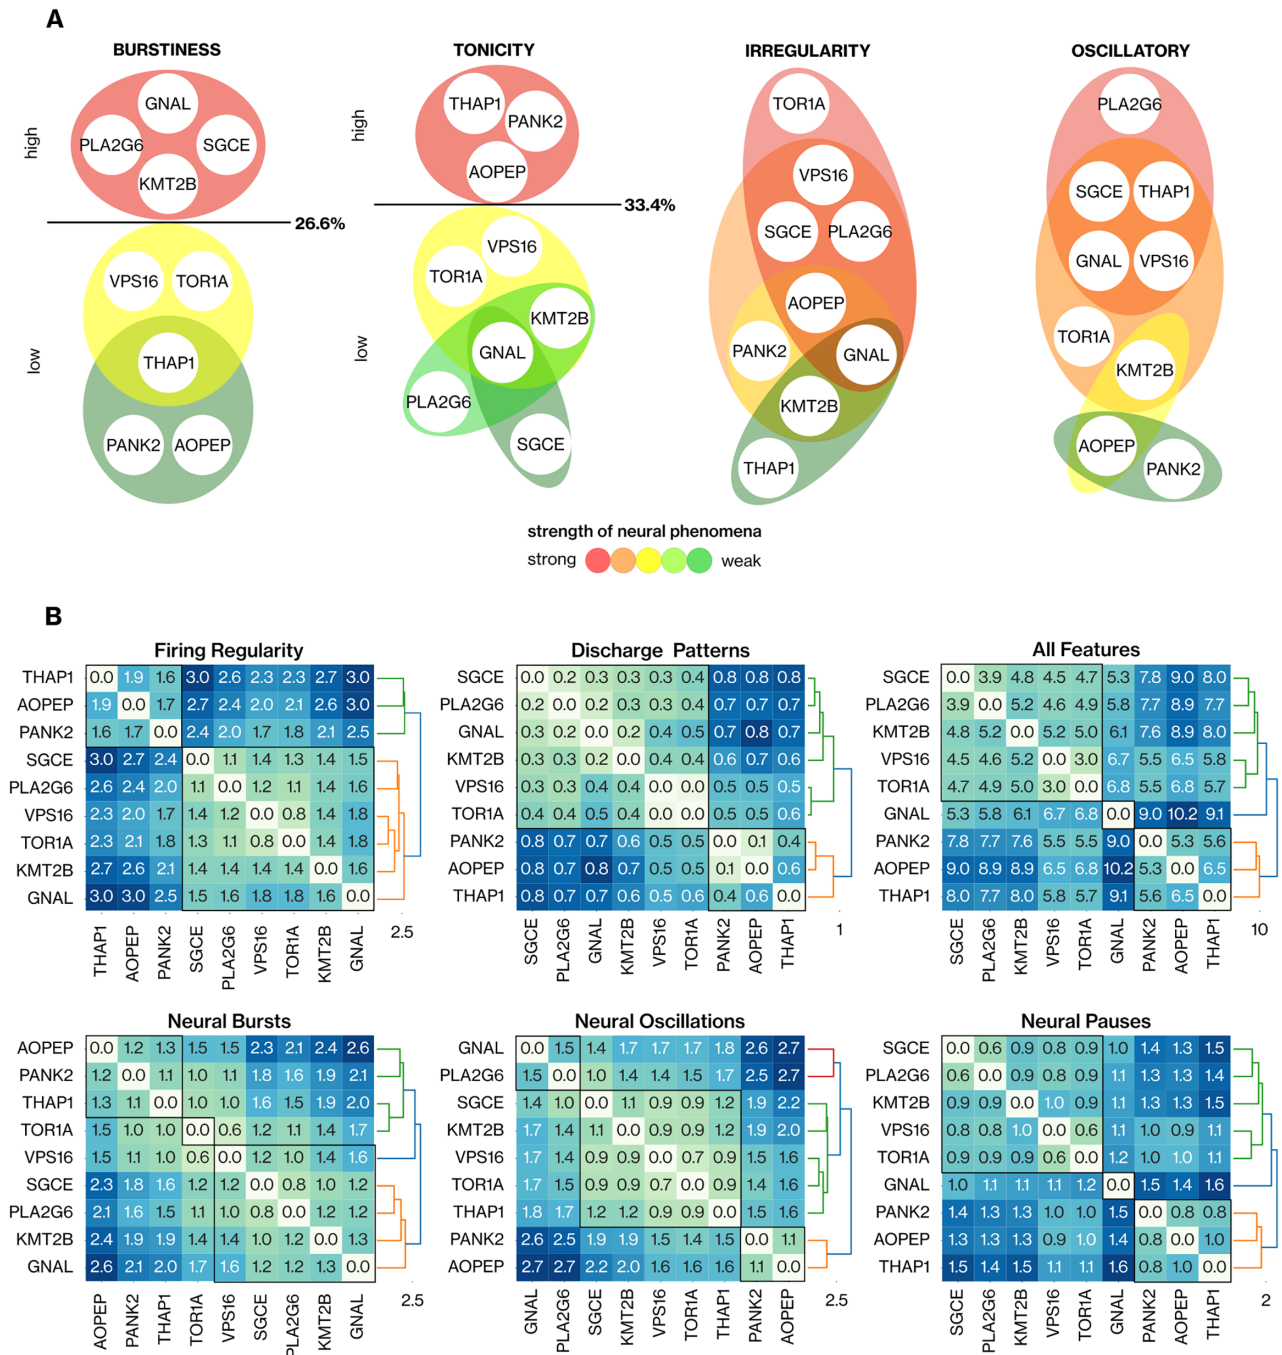 A
BURSTINESS
TONICITY
IRREGULARITY
OSCILLATORY
high
GNAL
PLA2G6
SGCE
KMT2B
26.6%
low
VPS16
TOR1A
THAP1
PANK2
AOPEP
high
THAP1
PANK2
AOPEP
33.4%
low
VPS16
TOR1A
KMT2B
GNAL
PLA2G6
SGCE
TOR1A
VPS16
SGCE
PLA2G6
AOPEP
PANK2
GNAL
KMT2B
THAP1
PLA2G6
SGCE
THAP1
GNAL
VPS16
TOR1A
KMT2B
AOPEP
PANK2
strength of neural phenomena
strong
weak
B
Firing Regularity
THAP1 0.0 1.9 1.6 3.0 2.6 2.3 2.3 2.7 3.0
AOPEP 1.9 0.0 1.7 2.7 2.4 2.0 2.1 2.6 3.0
PANK2 1.6 1.7 0.0 2.4 2.0 1.7 1.8 2.1 2.5
SGCE 3.0 2.7 2.4 0.0 1.1 1.4 1.3 1.4 1.5
PLA2G6 2.6 2.4 2.0 1.1 0.0 1.2 1.1 1.4 1.6
VPS16 2.3 2.0 1.7 1.4 1.2 0.0 0.8 1.4 1.8
TOR1A 2.3 2.1 1.8 1.3 1.1 0.8 0.0 1.4 1.8
KMT2B 2.7 2.6 2.1 1.4 1.4 1.4 1.4 0.0 1.6
GNAL 3.0 3.0 2.5 1.5 1.6 1.8 1.8 1.6 0.0
THAP1 AOPEP PANK2 SGCE PLA2G6 VPS16 TOR1A KMT2B GNAL
2.5
Discharge Patterns
SGCE 0.0 0.2 0.3 0.3 0.3 0.4 0.8 0.8 0.8
PLA2G6 0.2 0.0 0.2 0.3 0.3 0.4 0.7 0.7 0.7
GNAL 0.3 0.2 0.0 0.2 0.4 0.5 0.7 0.8 0.7
KMT2B 0.3 0.3 0.2 0.0 0.4 0.4 0.6 0.7 0.6
VPS16 0.3 0.3 0.4 0.4 0.0 0.0 0.5 0.5 0.5
TOR1A 0.4 0.4 0.5 0.4 0.0 0.0 0.5 0.5 0.6
PANK2 0.8 0.7 0.7 0.6 0.5 0.5 0.0 0.1 0.4
AOPEP 0.8 0.7 0.8 0.7 0.5 0.5 0.1 0.0 0.6
THAP1 0.8 0.7 0.7 0.6 0.5 0.6 0.4 0.6 0.0
SGCE PLA2G6 GNAL KMT2B VPS16 TOR1A PANK2 AOPEP THAP1
1
All Features
SGCE 0.0 3.9 4.8 4.5 4.7 5.3 7.8 9.0 8.0
PLA2G6 3.9 0.0 5.2 4.6 4.9 5.8 7.7 8.9 7.7
KMT2B 4.8 5.2 0.0 5.2 5.0 6.1 7.6 8.9 8.0
VPS16 4.5 4.6 5.2 0.0 3.0 6.7 5.5 6.5 5.8
TOR1A 4.7 4.9 5.0 3.0 0.0 6.8 5.5 6.8 5.7
GNAL 5.3 5.8 6.1 6.7 6.8 0.0 9.0 10.2 9.1
PANK2 7.8 7.7 7.6 5.5 5.5 9.0 0.0 5.3 5.6
AOPEP 9.0 8.9 8.9 6.5 6.8 10.2 5.3 0.0 6.5
THAP1 8.0 7.7 8.0 5.8 5.7 9.1 5.6 6.5 0.0
SGCE PLA2G6 KMT2B VPS16 TOR1A GNAL PANK2 AOPEP THAP1
10
Neural Bursts
AOPEP 0.0 1.2 1.3 1.5 1.5 2.3 2.1 2.4 2.6
PANK2 1.2 0.0 1.1 1.0 1.1 1.8 1.6 1.9 2.1
THAP1 1.3 1.1 0.0 1.0 1.0 1.6 1.5 1.9 2.0
TOR1A 1.5 1.0 1.0 0.0 0.6 1.2 1.1 1.4 1.7
VPS16 1.5 1.1 1.0 0.6 0.0 1.2 1.0 1.4 1.6
SGCE 2.3 1.8 1.6 1.2 1.2 0.0 0.8 1.0 1.2
PLA2G6 2.1 1.6 1.5 1.1 1.0 0.8 0.0 1.2 1.2
KMT2B 2.4 1.9 1.9 1.4 1.4 1.0 1.2 0.0 1.3
GNAL 2.6 2.1 2.0 1.7 1.6 1.2 1.2 1.3 0.0
AOPEP PANK2 THAP1 TOR1A VPS16 SGCE PLA2G6 KMT2B GNAL
2.5
Neural Oscillations
GNAL 0.0 1.5 1.4 1.7 1.7 1.7 1.8 2.6 2.7
PLA2G6 1.5 0.0 1.0 1.4 1.4 1.5 1.7 2.5 2.7
SGCE 1.4 1.0 0.0 1.1 0.9 0.9 1.2 1.9 2.2
KMT2B 1.7 1.4 1.1 0.0 0.9 0.9 1.2 1.9 2.0
VPS16 1.7 1.4 0.9 0.9 0.0 0.7 0.9 1.5 1.6
TOR1A 1.7 1.5 0.9 0.9 0.7 0.0 0.9 1.4 1.6
THAP1 1.8 1.7 1.2 1.2 0.9 0.9 0.0 1.5 1.6
PANK2 2.6 2.5 1.9 1.9 1.5 1.4 1.5 0.0 1.1
AOPEP 2.7 2.7 2.2 2.0 1.6 1.6 1.6 1.1 0.0
GNAL PLA2G6 SGCE KMT2B VPS16 TOR1A THAP1 PANK2 AOPEP
2.5
Neural Pauses
SGCE 0.0 0.6 0.9 0.8 0.9 1.0 1.4 1.3 1.5
PLA2G6 0.6 0.0 0.9 0.8 0.9 1.1 1.3 1.3 1.4
KMT2B 0.9 0.9 0.0 1.0 0.9 1.1 1.3 1.3 1.5
VPS16 0.8 0.8 1.0 0.0 0.6 1.1 1.0 0.9 1.1
TOR1A 0.9 0.9 0.9 0.6 0.0 1.2 1.0 1.0 1.1
GNAL 1.0 1.1 1.1 1.1 1.2 0.0 1.5 1.4 1.6
PANK2 1.4 1.3 1.3 1.0 1.0 1.5 0.0 0.8 0.8
AOPEP 1.3 1.3 1.3 0.9 1.0 1.4 0.8 0.0 1.0
THAP1 1.5 1.4 1.5 1.1 1.1 1.6 0.8 1.0 0.0
SGCE PLA2G6 KMT2B VPS16 TOR1A GNAL PANK2 AOPEP THAP1
2